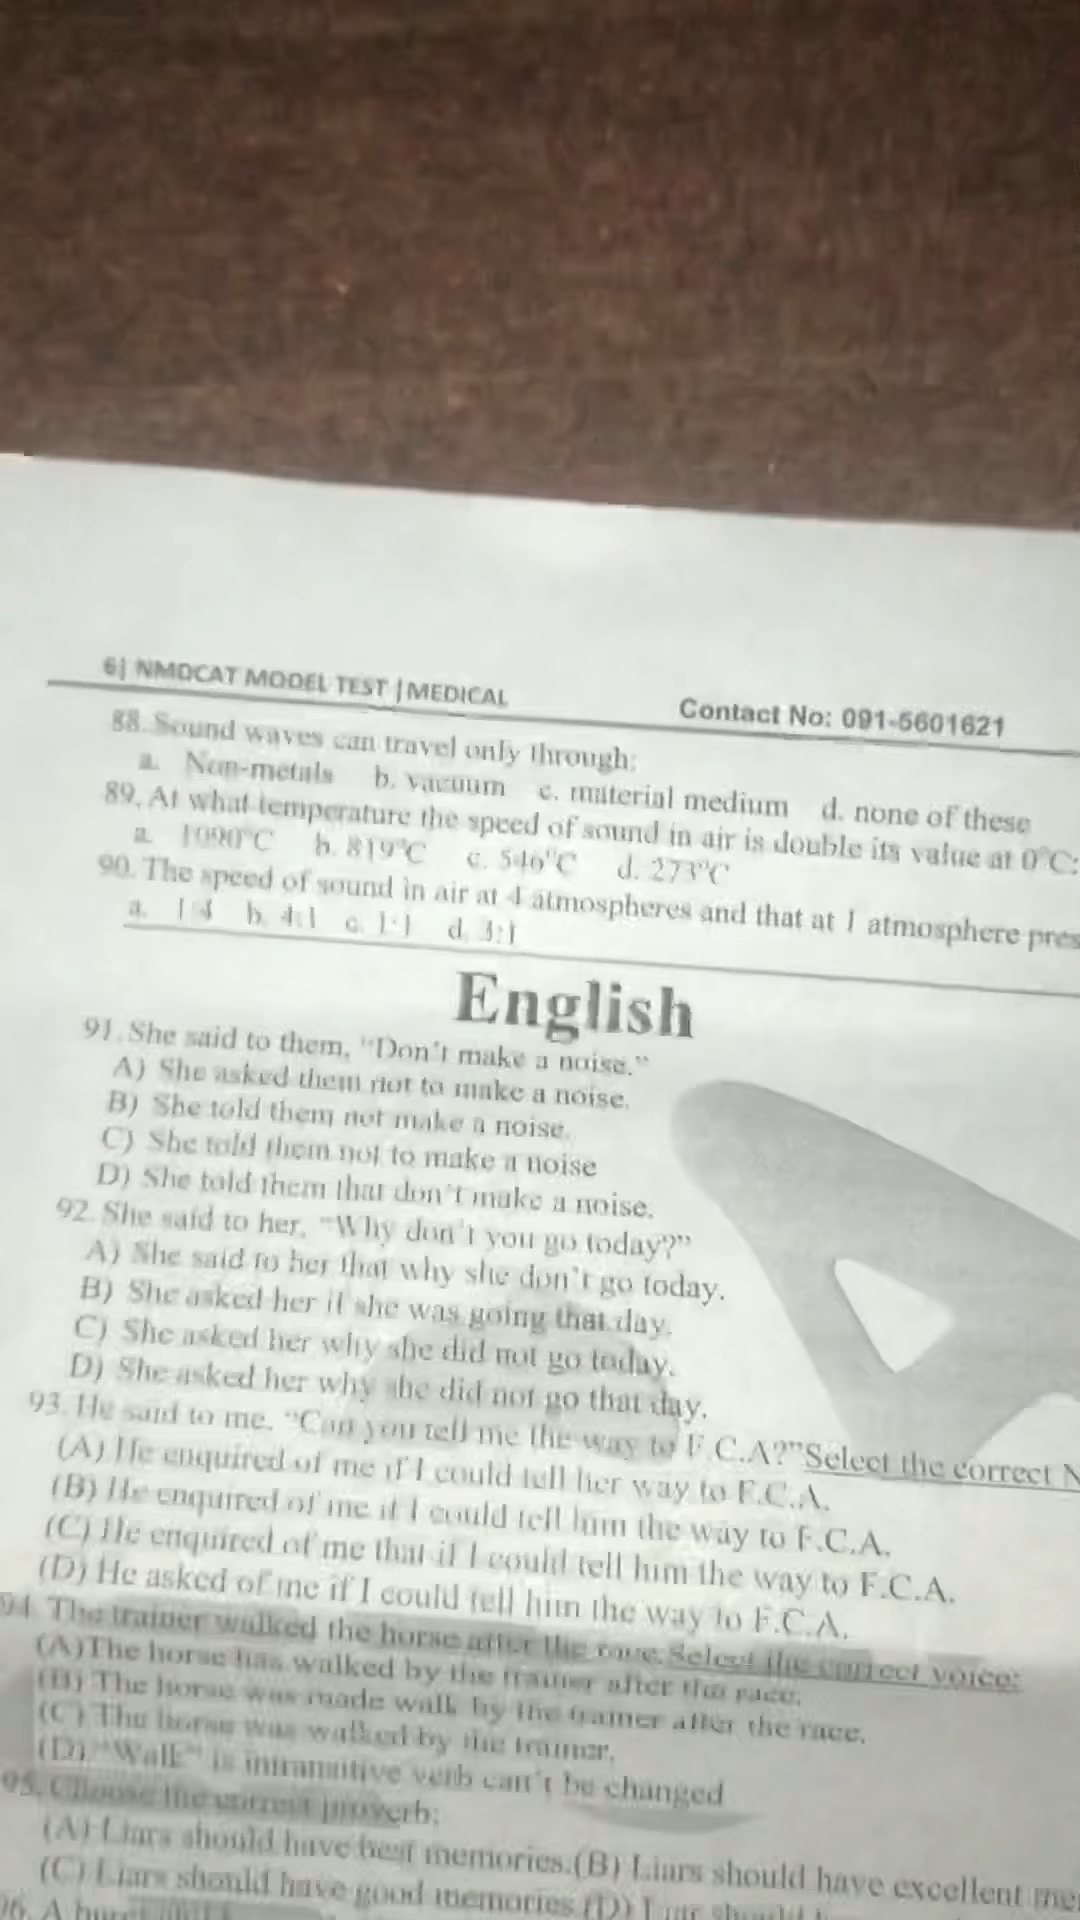 6| NMDCAT MODEL TEST | MEDICAL Contact No: 091-5601621
88. Sound waves can travel only through:
a. Non-metals b. vacuum c. material medium d. none of these
89. At what temperature the speed of sound in air is double its value at 0°C:
a. 1090°C b. 819°C c. 546°C d. 273°C
90. The speed of sound in air at 4 atmospheres and that at 1 atmosphere pres
a. 1:4 b. 4:1 c. 1:1 d. 3:1
English
91. She said to them, "Don't make a noise."
A) She asked them not to make a noise.
B) She told them not make a noise.
C) She told them not to make a noise
D) She told them that don't make a noise.
92. She said to her, "Why don't you go today?"
A) She said to her that why she don't go today.
B) She asked her if she was going that day.
C) She asked her why she did not go today.
D) She asked her why she did not go that day.
93. He said to me, "Can you tell me the way to F.C.A?" Select the correct N
(A) He enquired of me if I could tell her way to F.C.A.
(B) He enquired of me if I could tell him the way to F.C.A.
(C) He enquired of me that if I could tell him the way to F.C.A.
(D) He asked of me if I could tell him the way to F.C.A.
94. The trainer walked the horse after the race. Select the correct voice:
(A) The horse has walked by the trainer after the race.
(B) The horse was made walk by the trainer after the race.
(C) The horse was walked by the trainer.
(D) "Walk" is intransitive verb can't be changed
95. Choose the correct proverb:
(A) Liars should have best memories. (B) Liars should have excellent me
(C) Liars should have good memories (D) Liar should
96. A